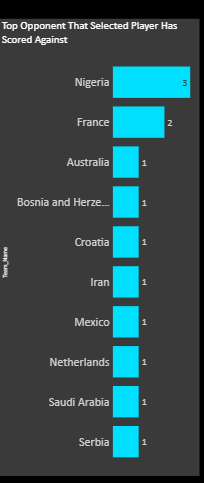 Top Opponent That Selected Player Has
Scored Against
Nigeria 3
France 2
Australia 1
Bosnia and Herze... 1
Croatia 1
Iran 1
Mexico 1
Netherlands 1
Saudi Arabia 1
Serbia 1
Team_Name